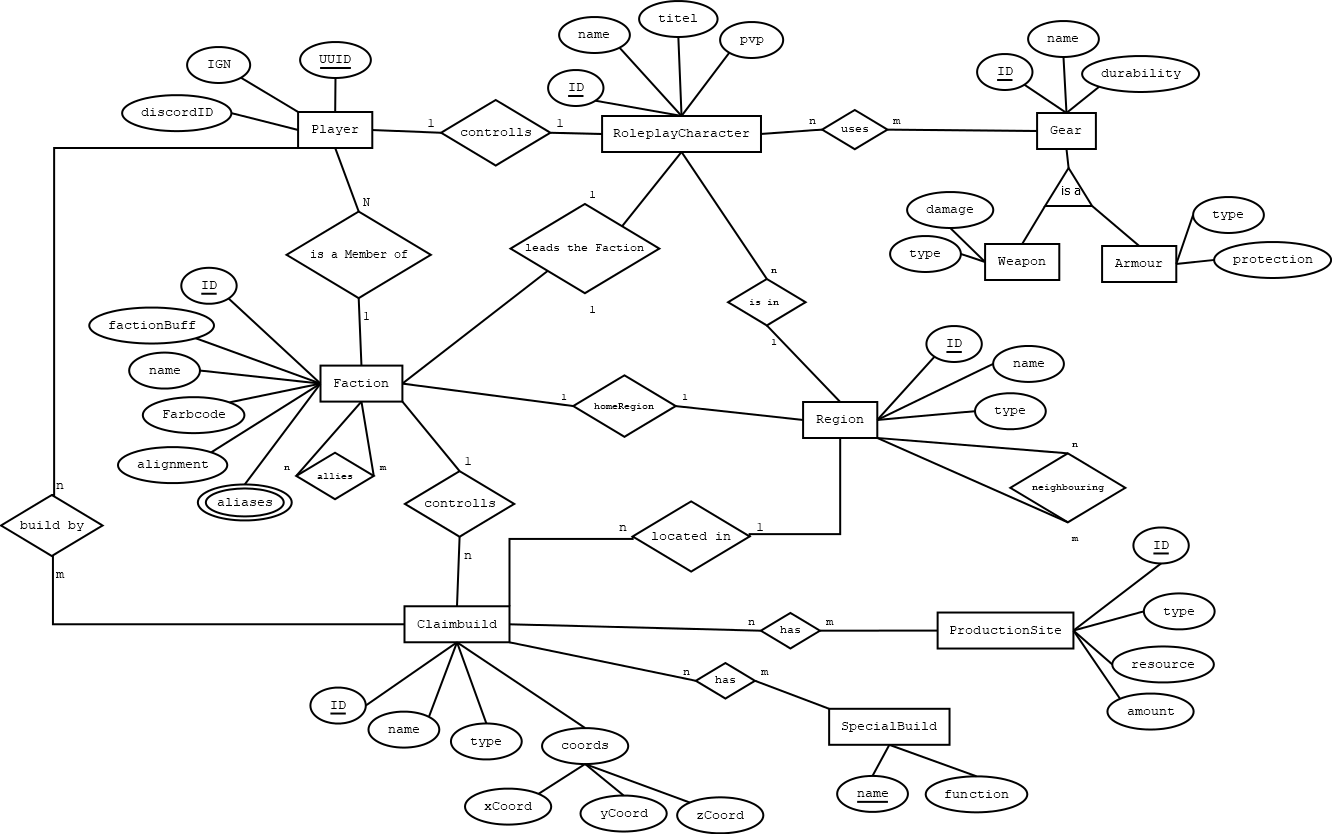 titel
name
pvp
name
IGN
UUID
ID
durability
ID
discordID
Player
1
controlls
1
RoleplayCharacter
n
uses
m
Gear
is a
damage
type
type
Weapon
Armour
protection
N
is a Member of
1
1
leads the Faction
1
n
is in
1
ID
factionBuff
name
Farbcode
alignment
aliases
Faction
n
allies
m
1
homeRegion
1
Region
ID
name
type
n
neighbouring
m
1
controlls
n
n
build by
m
n
located in
1
Claimbuild
n
has
m
ProductionSite
ID
type
resource
amount
n
has
m
SpecialBuild
name
function
ID
name
type
coords
xCoord
yCoord
zCoord